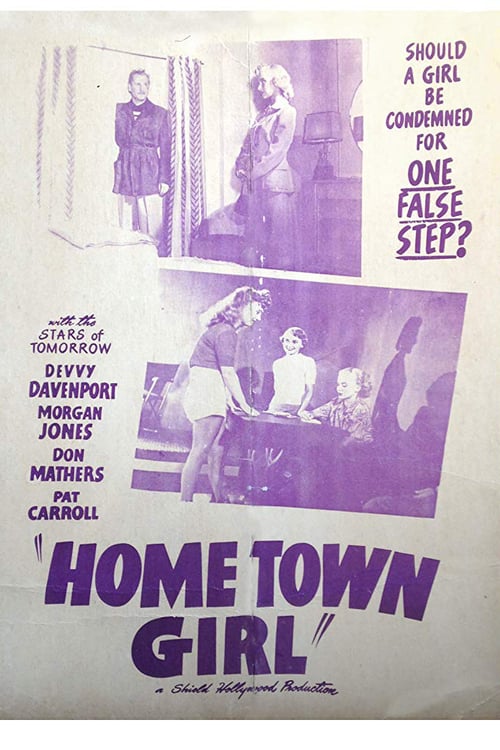 SHOULD
A GIRL
BE
CONDEMNED
FOR
ONE
FALSE
STEP?
with the
STARS of
TOMORROW
DEVVY
DAVENPORT
MORGAN
JONES
DON
MATHERS
PAT
CARROLL
"HOME TOWN
GIRL"
a Shield Hollywood Production